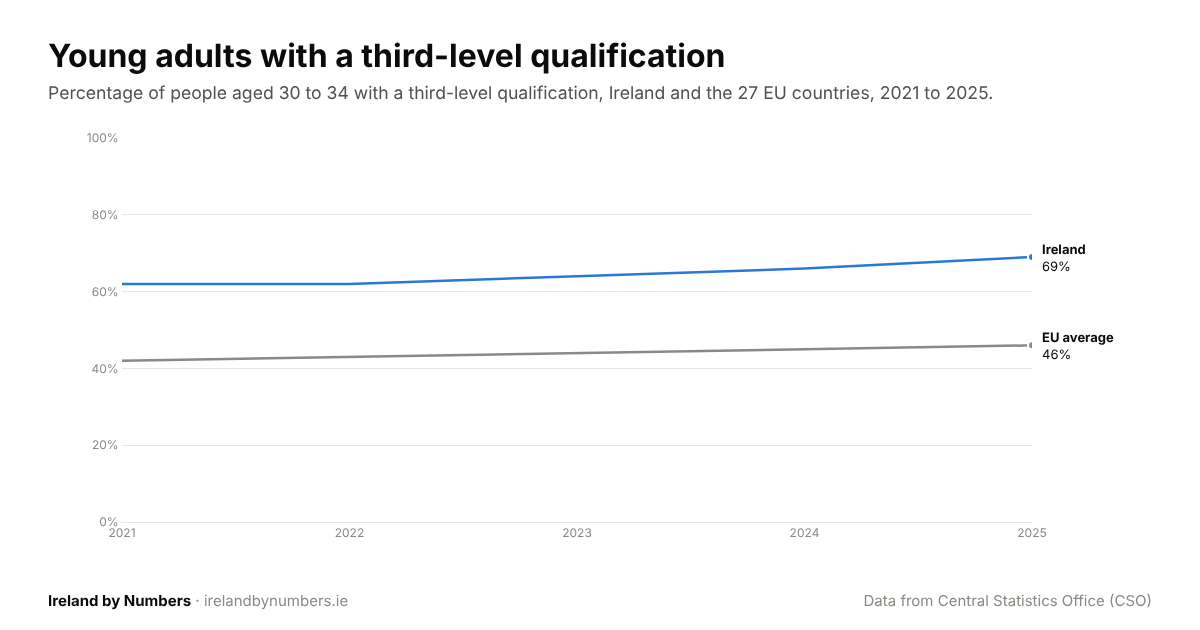 Young adults with a third-level qualification
Percentage of people aged 30 to 34 with a third-level qualification, Ireland and the 27 EU countries, 2021 to 2025.
100%
80%
Ireland
69%
60%
EU average
46%
40%
20%
0%
2021 2022 2023 2024 2025
Ireland by Numbers · irelandbynumbers.ie
Data from Central Statistics Office (CSO)